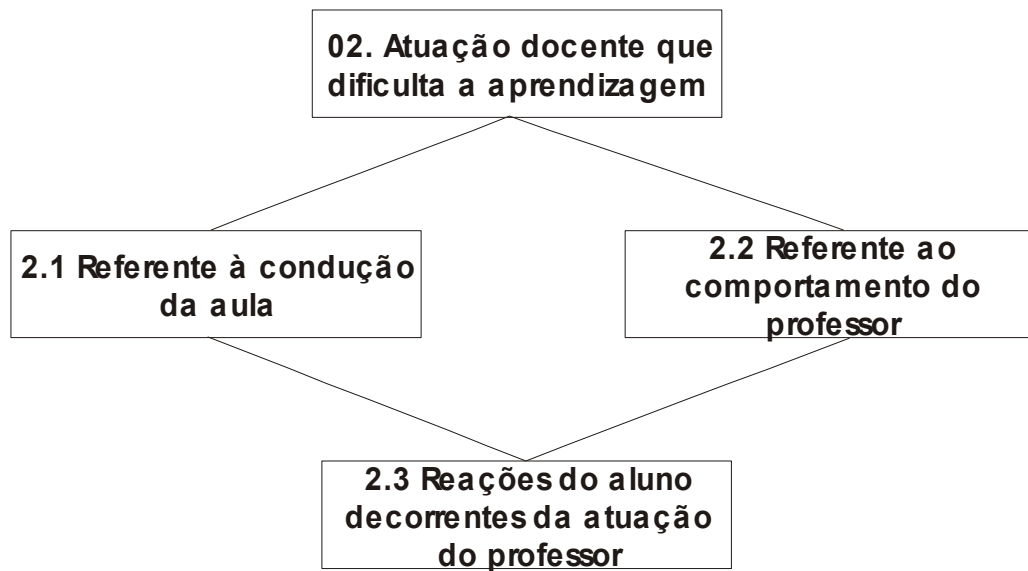 02. Atuação docente que
dificulta a aprendizagem
2.1 Referente à condução
da aula
2.2 Referente ao
comportamento do
professor
2.3 Reações do aluno
decorrentes da atuação
do professor